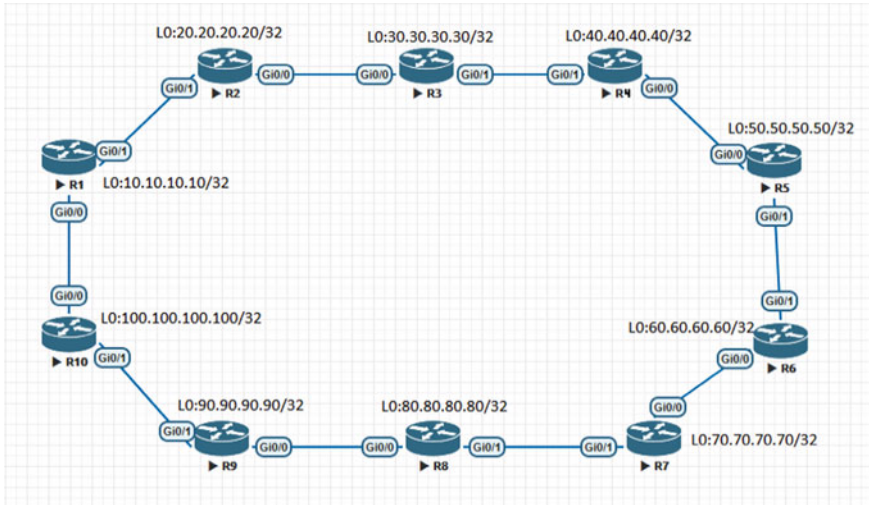 L0:20.20.20.20/32
L0:30.30.30.30/32
L0:40.40.40.40/32
Gi0/1
Gi0/0
Gi0/0
Gi0/1
Gi0/1
Gi0/0
R2
R3
R4
L0:50.50.50.50/32
Gi0/1
Gi0/0
R1
L0:10.10.10.10/32
R5
Gi0/0
Gi0/1
Gi0/0
Gi0/1
L0:100.100.100.100/32
L0:60.60.60.60/32
R10
Gi0/1
Gi0/0
R6
L0:90.90.90.90/32
L0:80.80.80.80/32
Gi0/0
Gi0/1
Gi0/0
Gi0/0
Gi0/1
Gi0/1
L0:70.70.70.70/32
R9
R8
R7